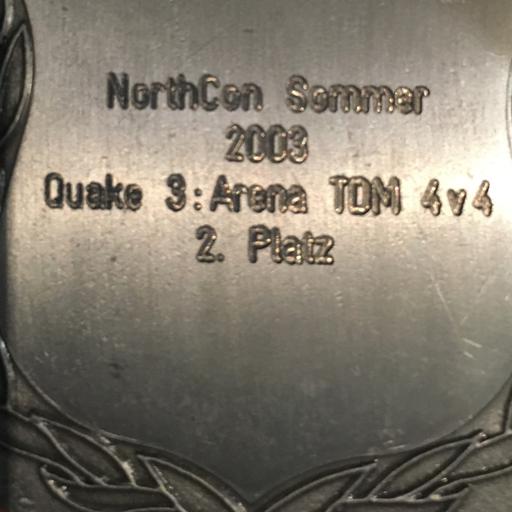 NorthCon Sommer
2003
Quake 3:Arena TDM 4v4
2. Platz